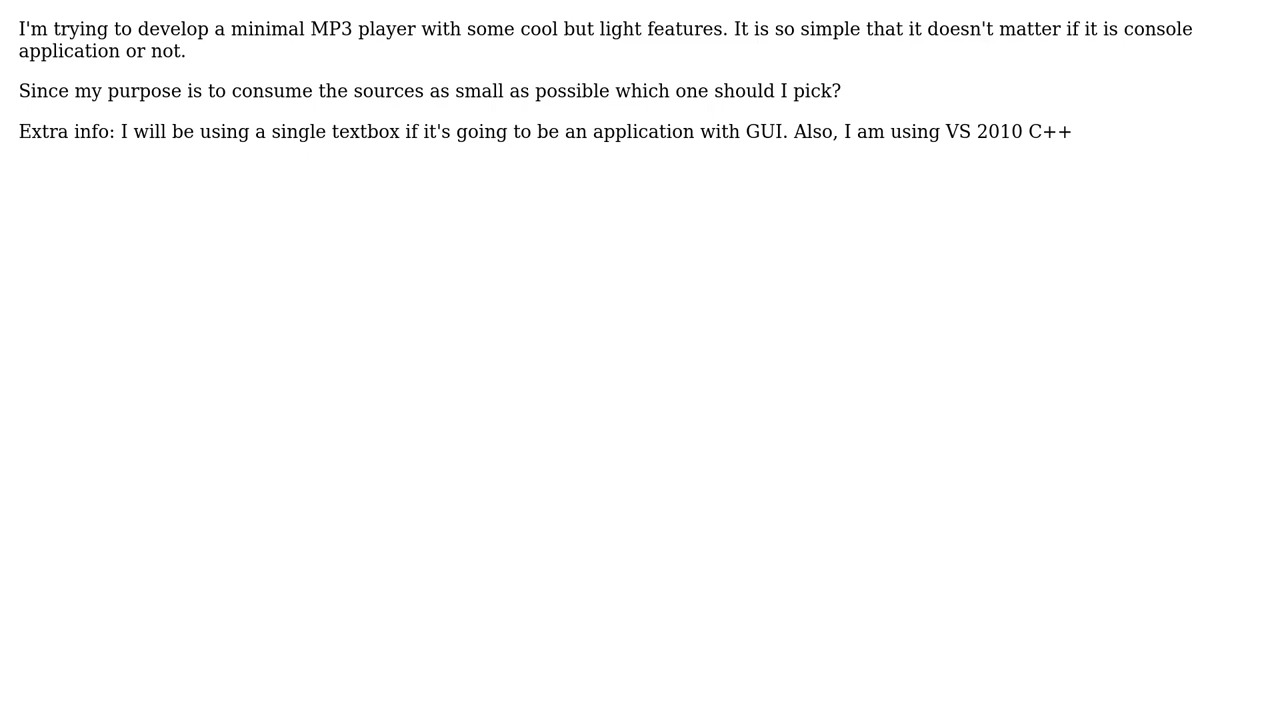 I'm trying to develop a minimal MP3 player with some cool but light features. It is so simple that it doesn't matter if it is console
application or not.
Since my purpose is to consume the sources as small as possible which one should I pick?
Extra info: I will be using a single textbox if it's going to be an application with GUI. Also, I am using VS 2010 C++